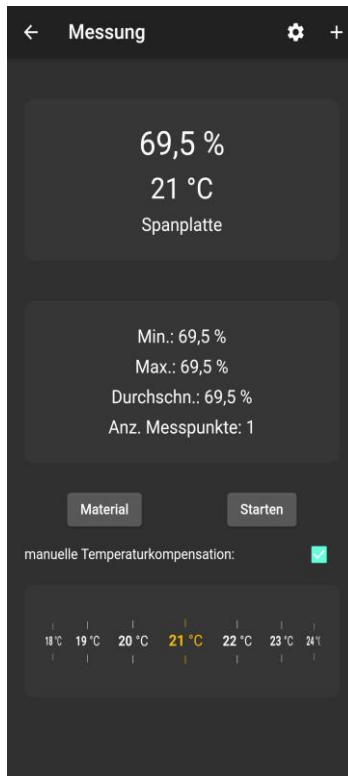 Messung
69,5 %
21 °C
Spanplatte
Min.: 69,5 %
Max.: 69,5 %
Durchschn.: 69,5 %
Anz. Messpunkte: 1
Material Starten
manuelle Temperaturkompensation:
18 °C 19 °C 20 °C 21 °C 22 °C 23 °C 24 °C